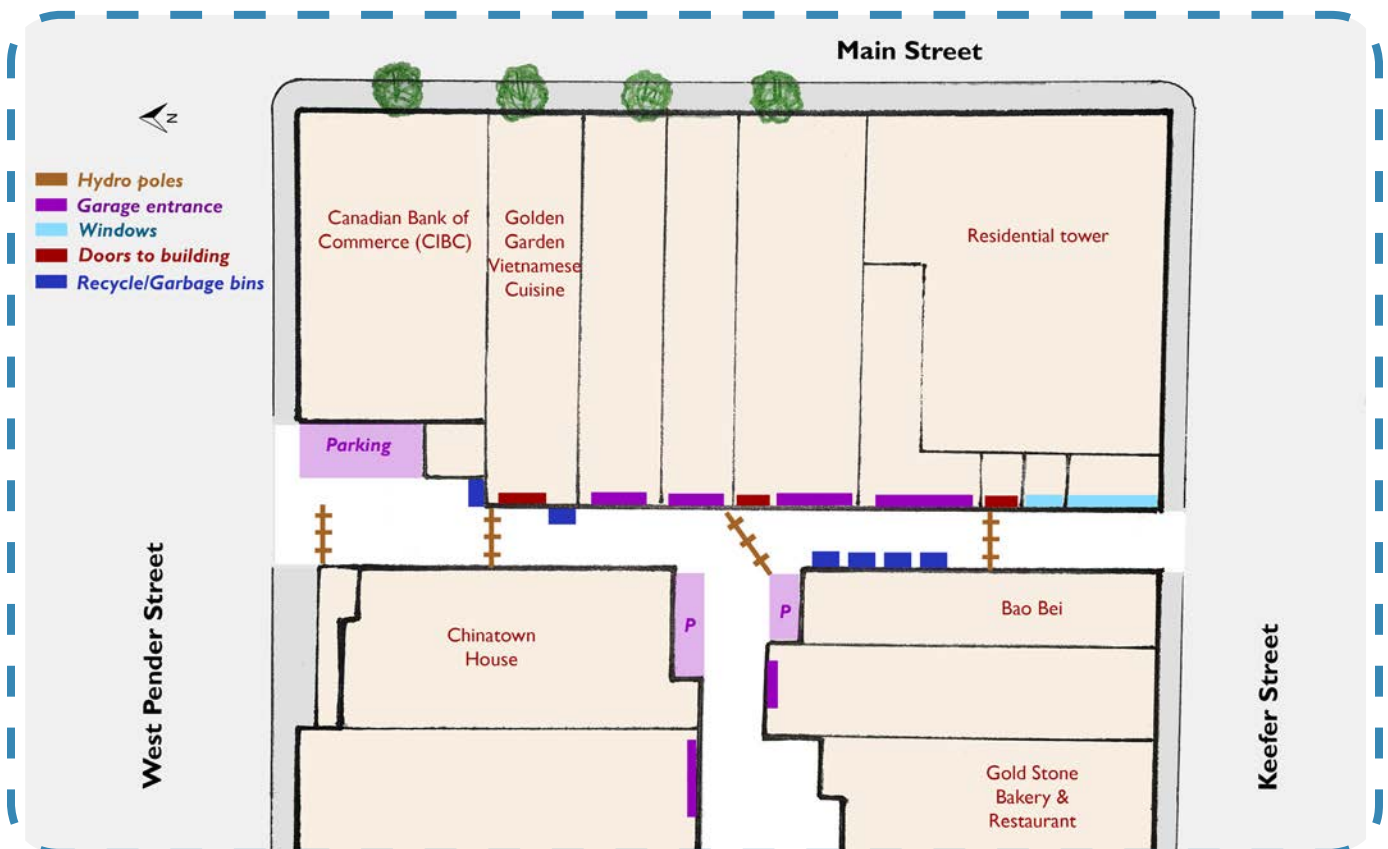 Main Street
N
Hydro poles
Garage entrance
Windows
Doors to building
Recycle/Garbage bins
Canadian Bank of
Commerce (CIBC)
Golden
Garden
Vietnamese
Cuisine
Residential tower
Parking
West Pender Street
Chinatown
House
P
P
Bao Bei
Gold Stone
Bakery &
Restaurant
Keefer Street